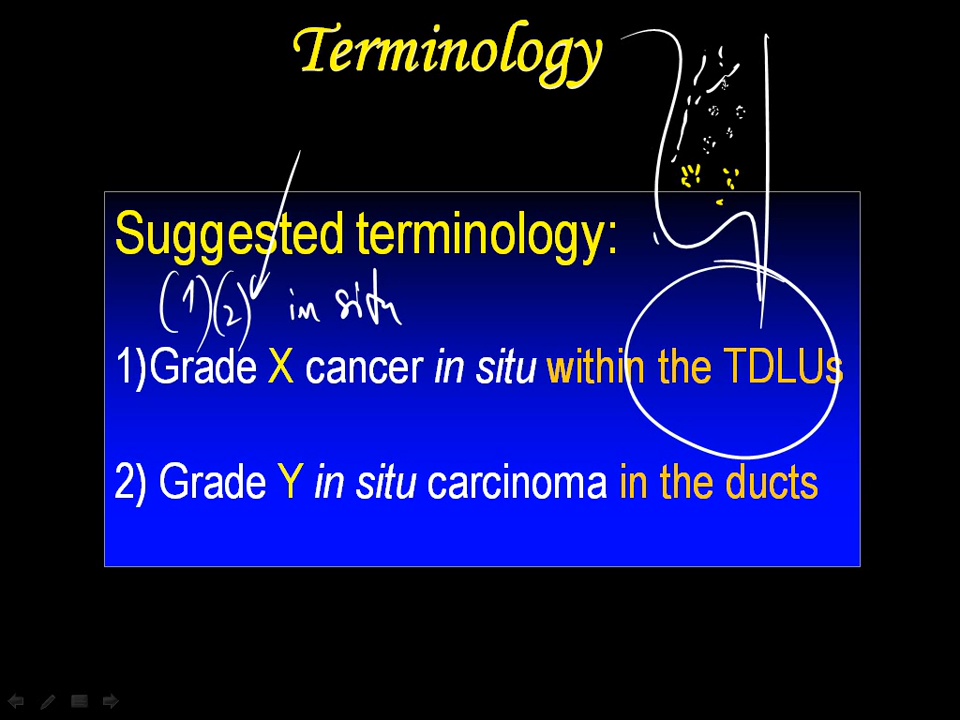 Terminology
Suggested terminology:
(1)(2) in situ
1)Grade X cancer in situ within the TDLUs
2) Grade Y in situ carcinoma in the ducts